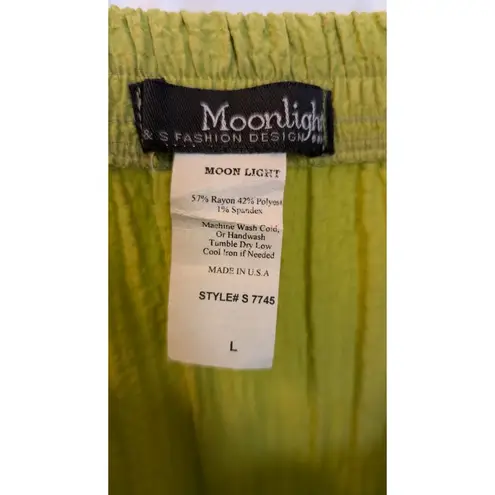 Moonligh
& S FASHION DESIGN
MOON LIGHT
57% Rayon 42% Polyest
1% Spandex
Machine Wash Cold,
Or Handwash
Tumble Dry Low
Cool Iron if Needed
MADE IN U.S.A
STYLE# S 7745
L